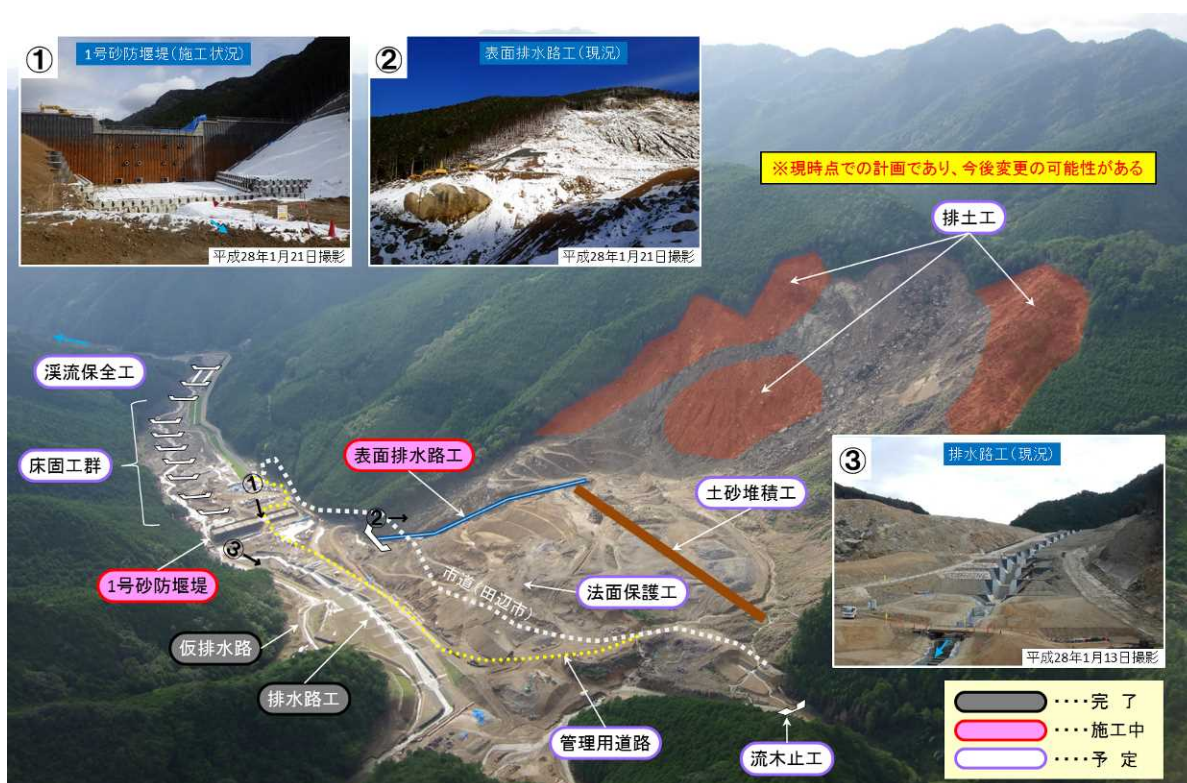 ①
1号砂防堰堤(施工状況)
平成28年1月21日撮影
②
表面排水路工(現況)
平成28年1月21日撮影
※現時点での計画であり、今後変更の可能性がある
排土工
渓流保全工
床固工群
表面排水路工
土砂堆積工
①
②
③
1号砂防堰堤
市道(田辺市)
法面保護工
仮排水路
排水路工
管理用道路
流木止工
③
排水路工(現況)
平成28年1月13日撮影
‥‥完 了
‥‥施工中
‥‥予 定